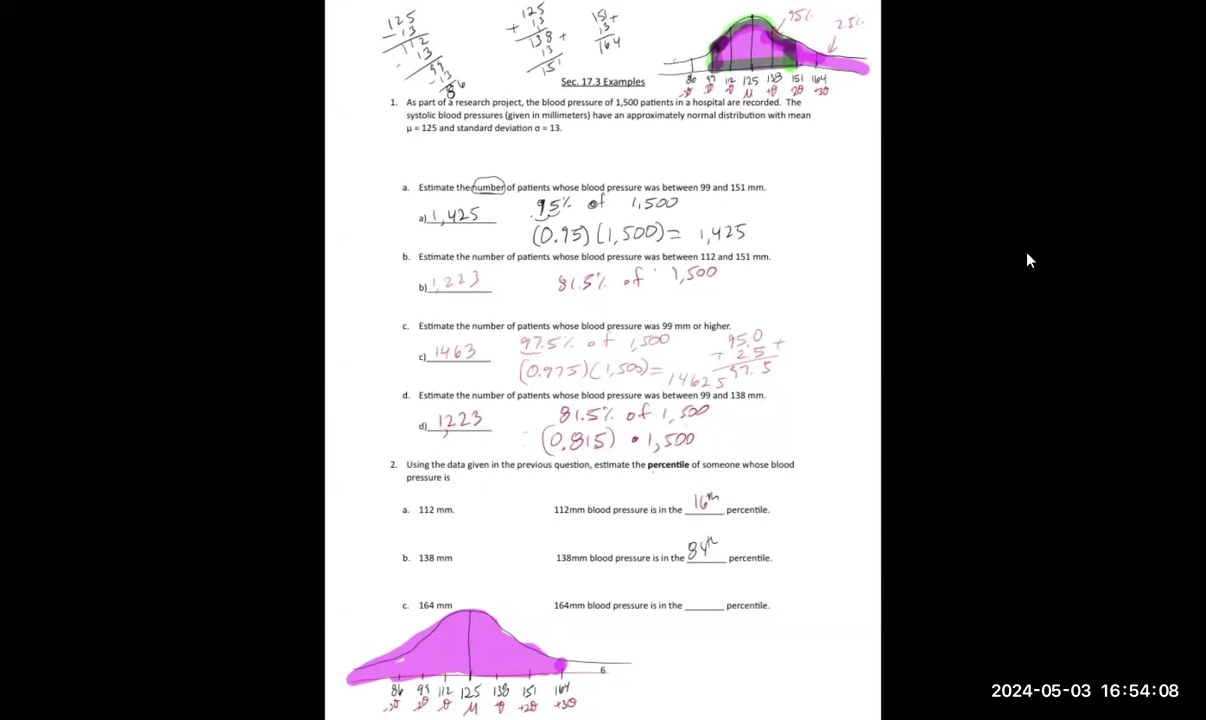 125
- 13
112
- 13
99
- 13
86
125
+ 13
138 +
13
151
151 +
13
164
95%
2.5%
86 99 112 125 138 151 164
-3σ -2σ -σ μ +σ 2σ +3σ
Sec. 17.3 Examples
1. As part of a research project, the blood pressure of 1,500 patients in a hospital are recorded. The
systolic blood pressures (given in millimeters) have an approximately normal distribution with mean
μ = 125 and standard deviation σ = 13.
a. Estimate the number of patients whose blood pressure was between 99 and 151 mm.
95% of 1,500
a) 1,425
(0.95)(1,500) = 1,425
b. Estimate the number of patients whose blood pressure was between 112 and 151 mm.
b) 1,223 81.5% of 1,500
c. Estimate the number of patients whose blood pressure was 99 mm or higher.
97.5% of 1,500
c) 1463
(0.975)(1,500) = 1462.5
95.0 +
+ 2.5
97.5
d. Estimate the number of patients whose blood pressure was between 99 and 138 mm.
81.5% of 1,500
d) 1,223
(0.815) • 1,500
2. Using the data given in the previous question, estimate the percentile of someone whose blood
pressure is
a. 112 mm. 112mm blood pressure is in the 16th percentile.
b. 138 mm 138mm blood pressure is in the 84th percentile.
c. 164 mm 164mm blood pressure is in the ______ percentile.
6
86 99 112 125 138 151 164
-3σ -2σ -σ μ σ +2σ +3σ
2024-05-03 16:54:08